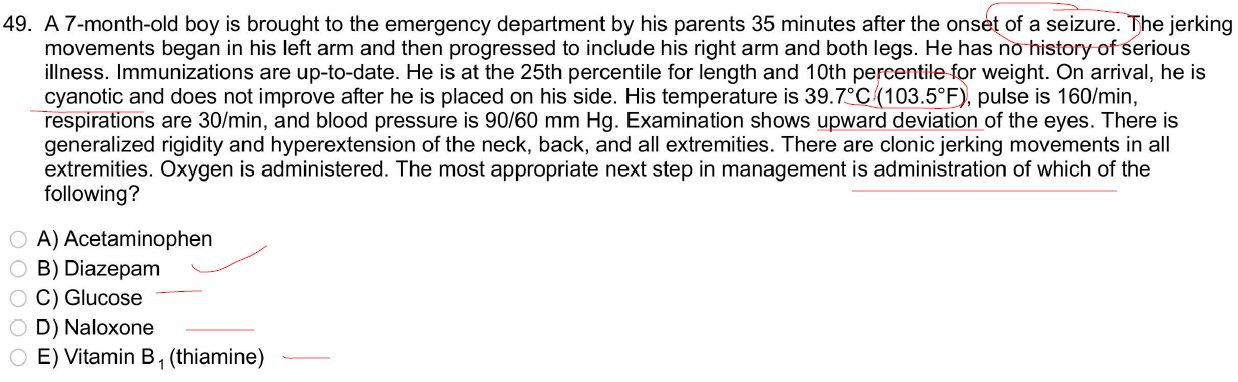 49. A 7-month-old boy is brought to the emergency department by his parents 35 minutes after the onset of a seizure. The jerking
movements began in his left arm and then progressed to include his right arm and both legs. He has no history of serious
illness. Immunizations are up-to-date. He is at the 25th percentile for length and 10th percentile for weight. On arrival, he is
cyanotic and does not improve after he is placed on his side. His temperature is 39.7°C (103.5°F), pulse is 160/min,
respirations are 30/min, and blood pressure is 90/60 mm Hg. Examination shows upward deviation of the eyes. There is
generalized rigidity and hyperextension of the neck, back, and all extremities. There are clonic jerking movements in all
extremities. Oxygen is administered. The most appropriate next step in management is administration of which of the
following?
A) Acetaminophen
B) Diazepam
C) Glucose
D) Naloxone
E) Vitamin B₁ (thiamine)